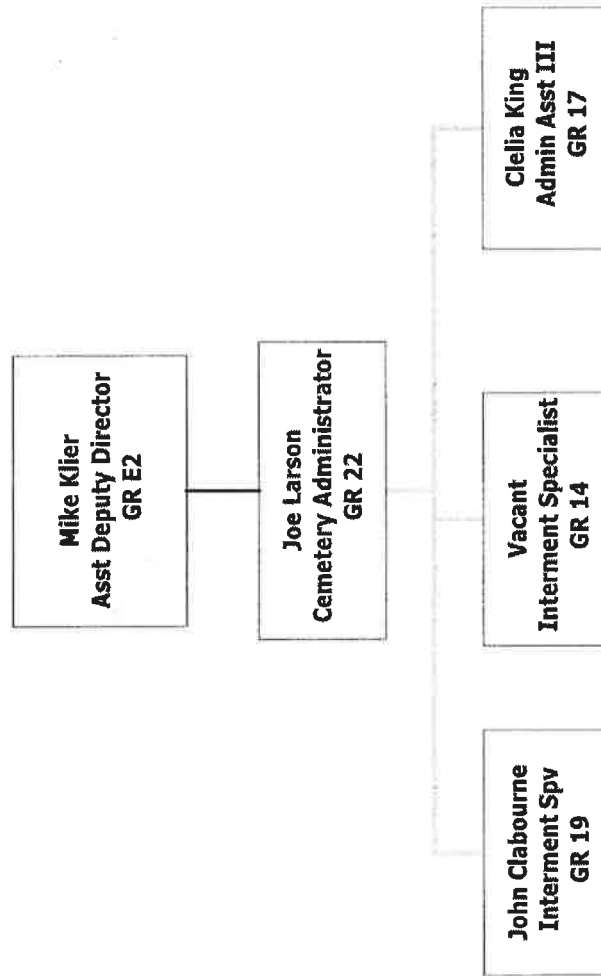 Mike Klier
Asst Deputy Director
GR E2
Joe Larson
Cemetery Administrator
GR 22
John Clabourne
Interment Spv
GR 19
Vacant
Interment Specialist
GR 14
Clelia King
Admin Asst III
GR 17